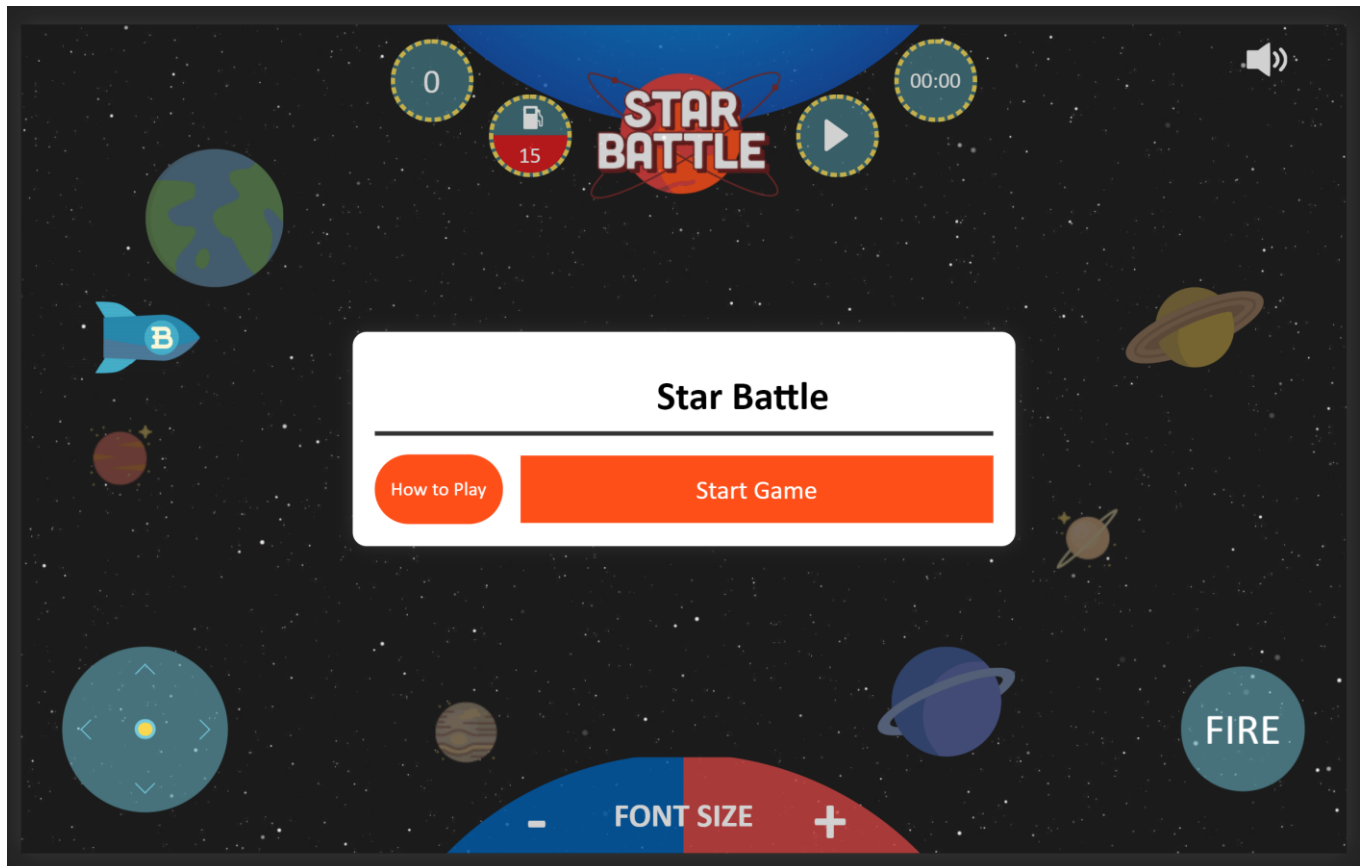 0
00:00
STAR
BATTLE
15
B
Star Battle
How to Play
Start Game
FIRE
- FONT SIZE +